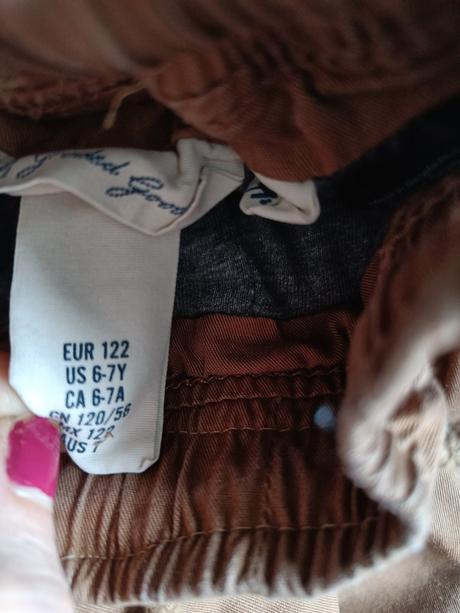 EUR 122
US 6-7Y
CA 6-7A
CN 120/56
MX 122
AUS 7